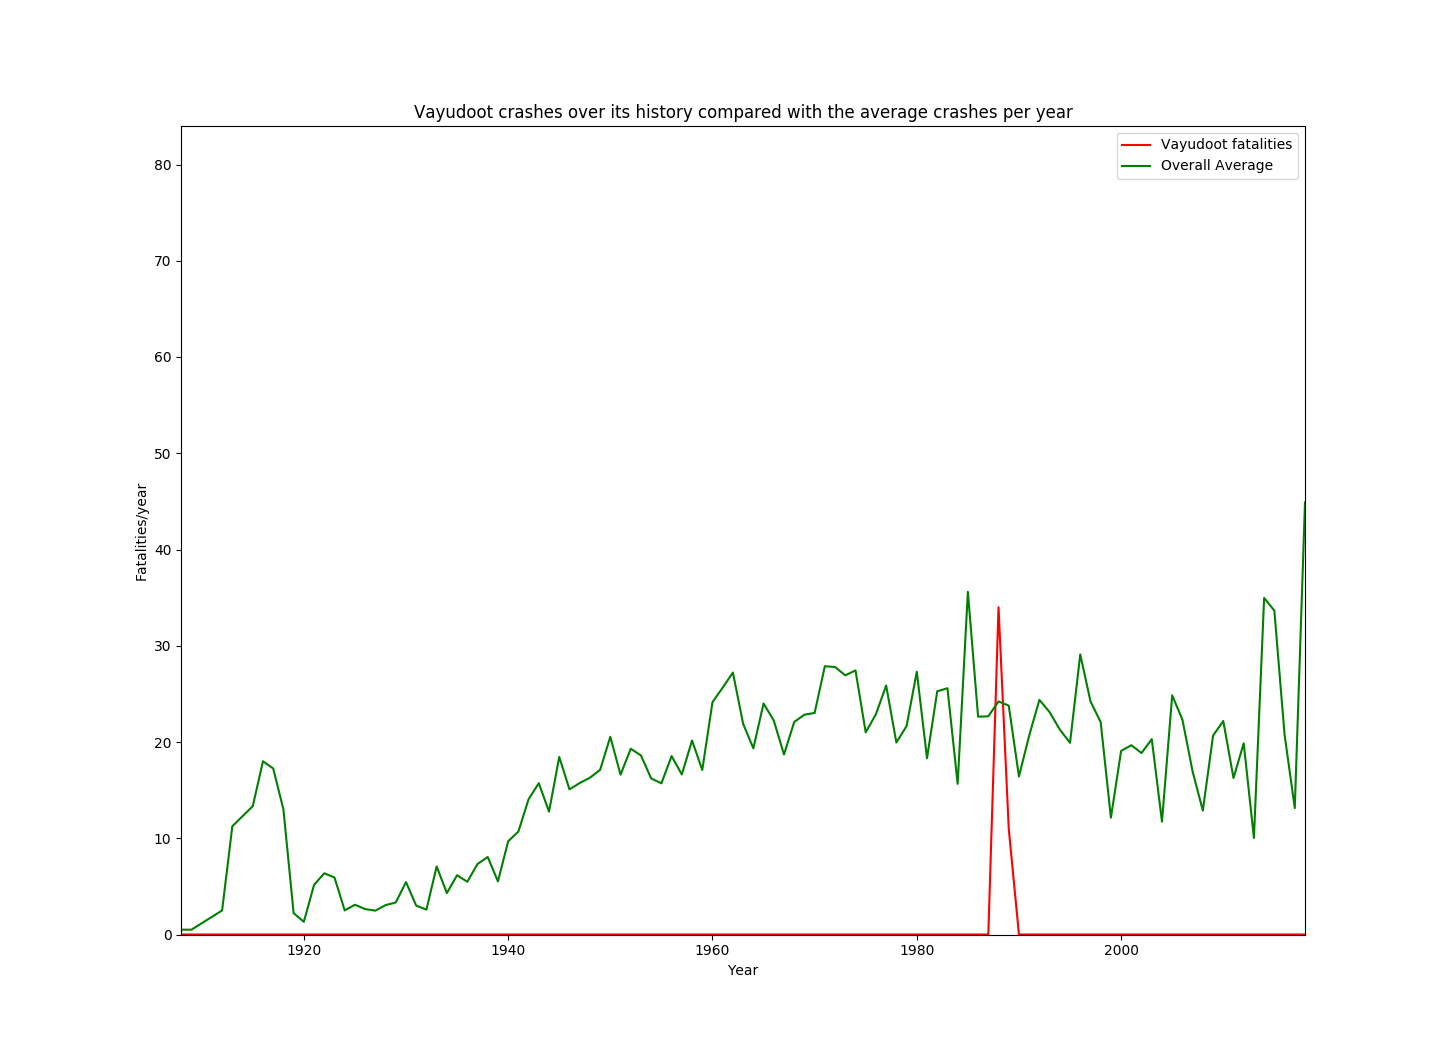 Vayudoot crashes over its history compared with the average crashes per year
Vayudoot fatalities
Overall Average
80
70
60
50
40
30
20
10
0
Fatalities/year
1920
1940
1960
1980
2000
Year